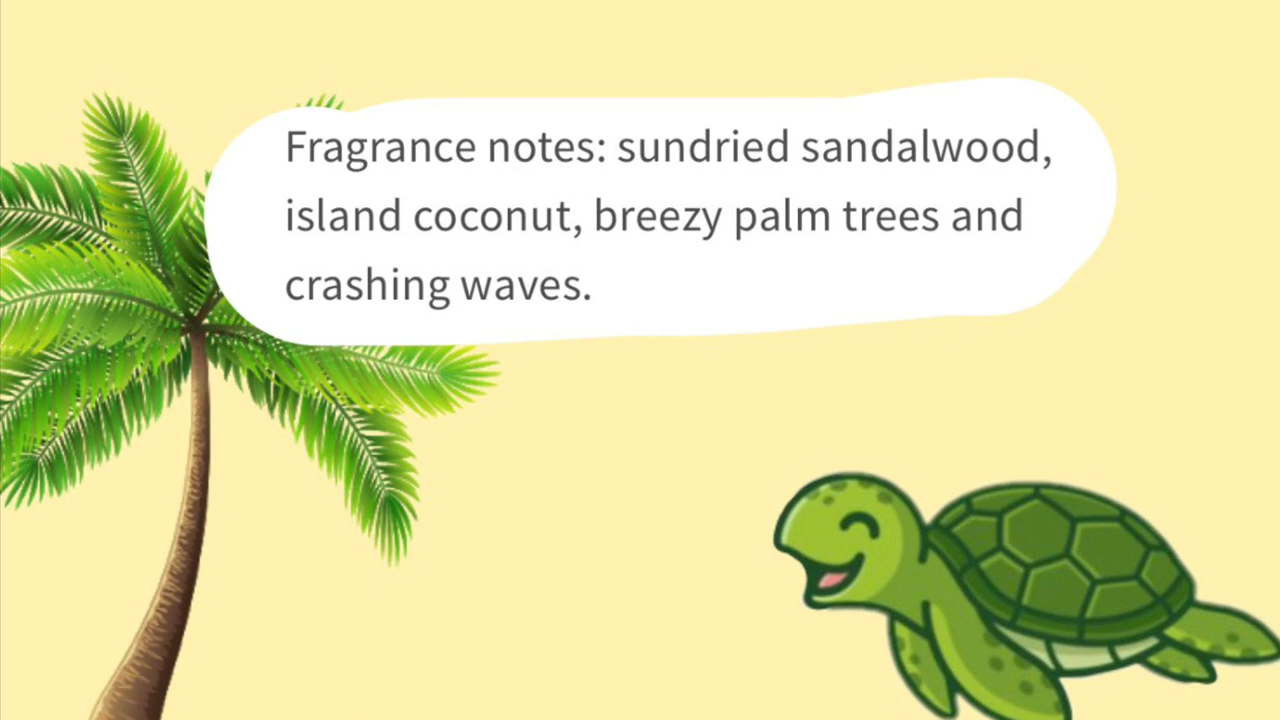 Fragrance notes: sundried sandalwood,
island coconut, breezy palm trees and
crashing waves.